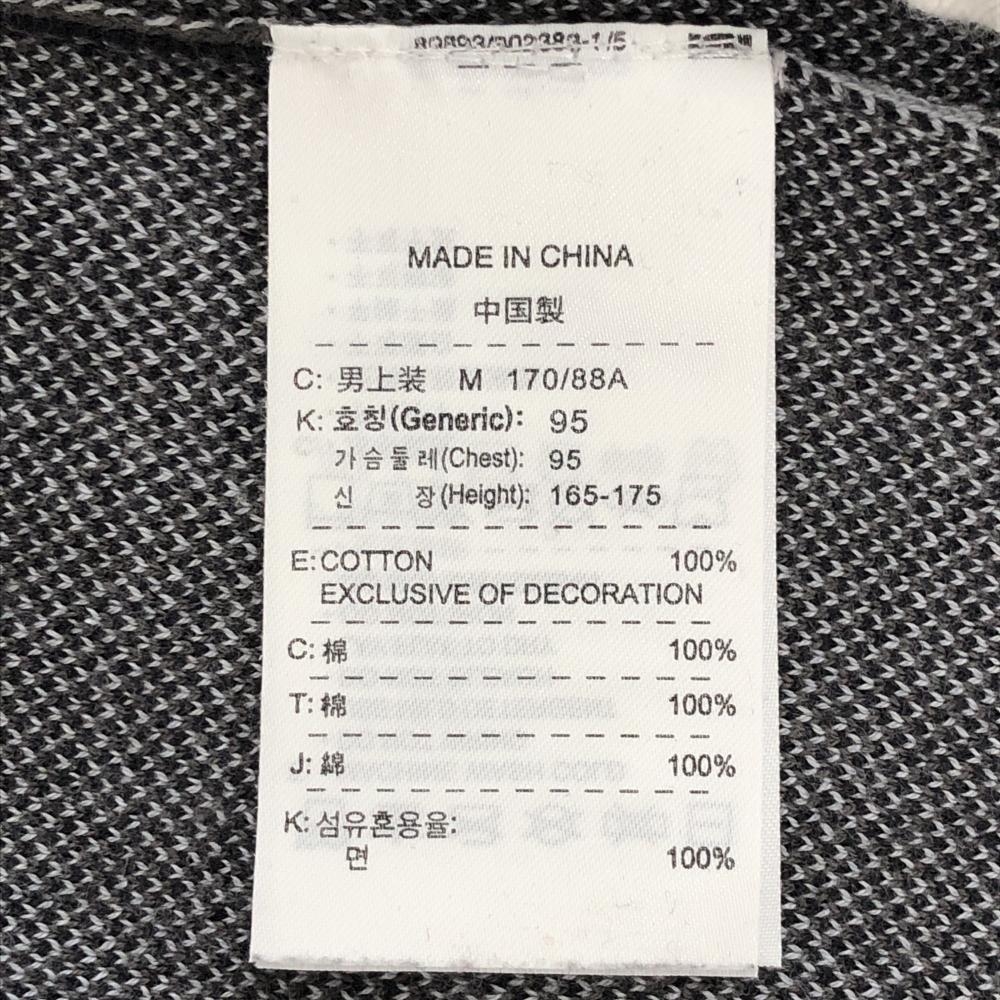 MADE IN CHINA
中国製
C: 男上装 M 170/88A
K: 호칭(Generic): 95
가슴둘레(Chest): 95
신 장(Height): 165-175
E: COTTON 100%
EXCLUSIVE OF DECORATION
C: 棉 100%
T: 棉 100%
J: 綿 100%
K: 섬유혼용율:
면 100%